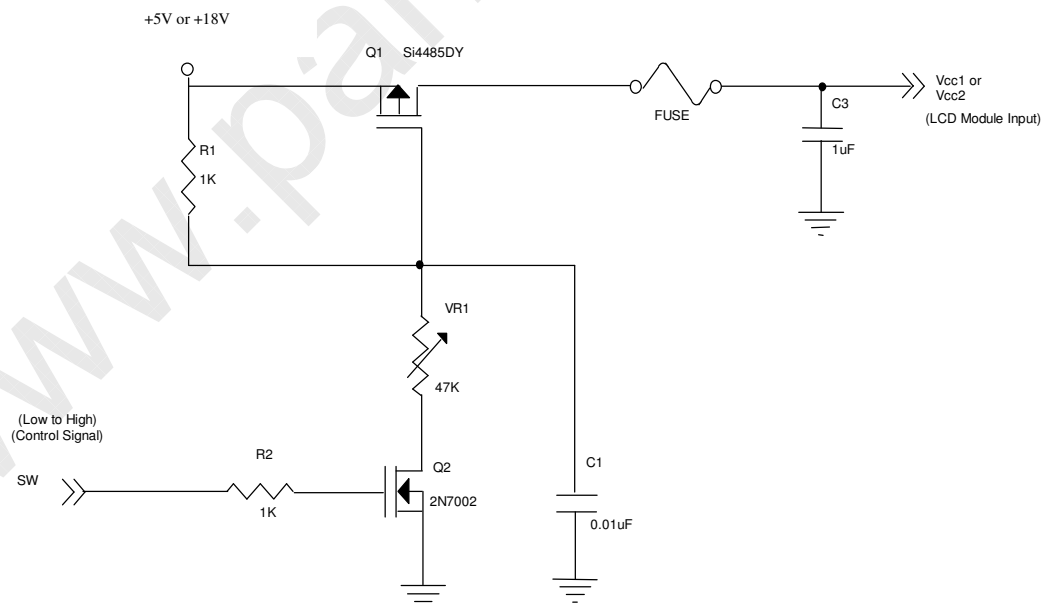 +5V or +18V
Q1 Si4485DY
R1
1K
FUSE
C3
1uF
Vcc1 or
Vcc2
(LCD Module Input)
VR1
47K
(Low to High)
(Control Signal)
SW
R2
1K
Q2
2N7002
C1
0.01uF